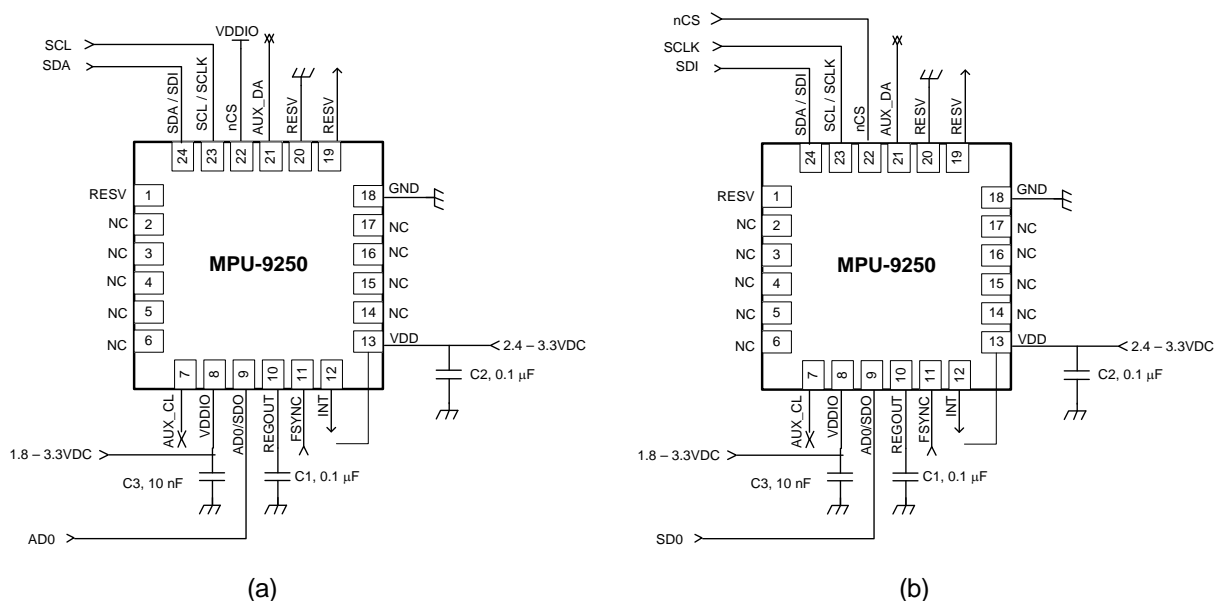 SCL
SDA
VDDIO
SDA / SDI
SCL / SCLK
nCS
AUX_DA
RESV
RESV
24
23
22
21
20
19
RESV
1
NC
2
NC
3
NC
4
NC
5
NC
6
MPU-9250
18
GND
17
NC
16
NC
15
NC
14
NC
13
VDD
2.4 – 3.3VDC
C2, 0.1 μF
7
8
9
10
11
12
AUX_CL
VDDIO
AD0/SDO
REGOUT
FSYNC
INT
1.8 – 3.3VDC
C3, 10 nF
C1, 0.1 μF
AD0
(a)
nCS
SCLK
SDI
SDA / SDI
SCL / SCLK
nCS
AUX_DA
RESV
RESV
24
23
22
21
20
19
RESV
1
NC
2
NC
3
NC
4
NC
5
NC
6
MPU-9250
18
GND
17
NC
16
NC
15
NC
14
NC
13
VDD
2.4 – 3.3VDC
C2, 0.1 μF
7
8
9
10
11
12
AUX_CL
VDDIO
AD0/SDO
REGOUT
FSYNC
INT
1.8 – 3.3VDC
C3, 10 nF
C1, 0.1 μF
SD0
(b)